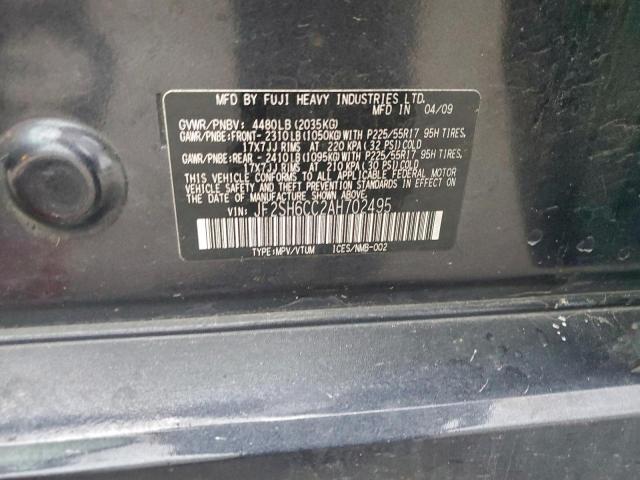 MFD BY FUJI HEAVY INDUSTRIES LTD.
MFD IN 04/09
GVWR/PNBV: 4480LB(2035KG)
GAWR/PNBE:FRONT- 2310LB(1050KG)WITH P225/55R17 95H TIRES,
17X7JJ RIMS AT 220 KPA(32 PSI)COLD
GAWR/PNBE:REAR - 2410LB(1095KG)WITH P225/55R17 95H TIRES,
17X7JJ RIMS AT 210 KPA(30 PSI)COLD
THIS VEHICLE CONFORMS TO ALL APPLICABLE FEDERAL MOTOR
VEHICLE SAFETY AND THEFT PREVENTION STANDARDS IN EFFECT ON
THE DATE OF MANUFACTURE SHOWN ABOVE.
VIN: JF2SH6CC2AH702495
TYPE:MPV/VTUM ICES/NMB-002